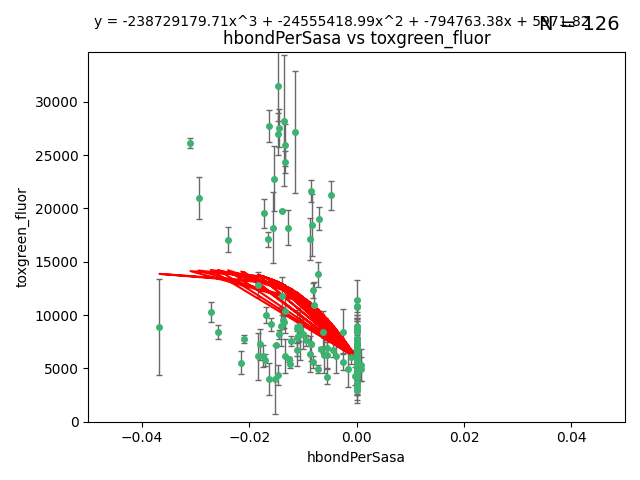 y = -238729179.71x^3 + -24555418.99x^2 + -794763.38x +
N = 126
hbondPerSasa vs toxgreen_fluor
toxgreen_fluor
30000
25000
20000
15000
10000
5000
0
−0.04
−0.02
0.00
0.02
0.04
hbondPerSasa